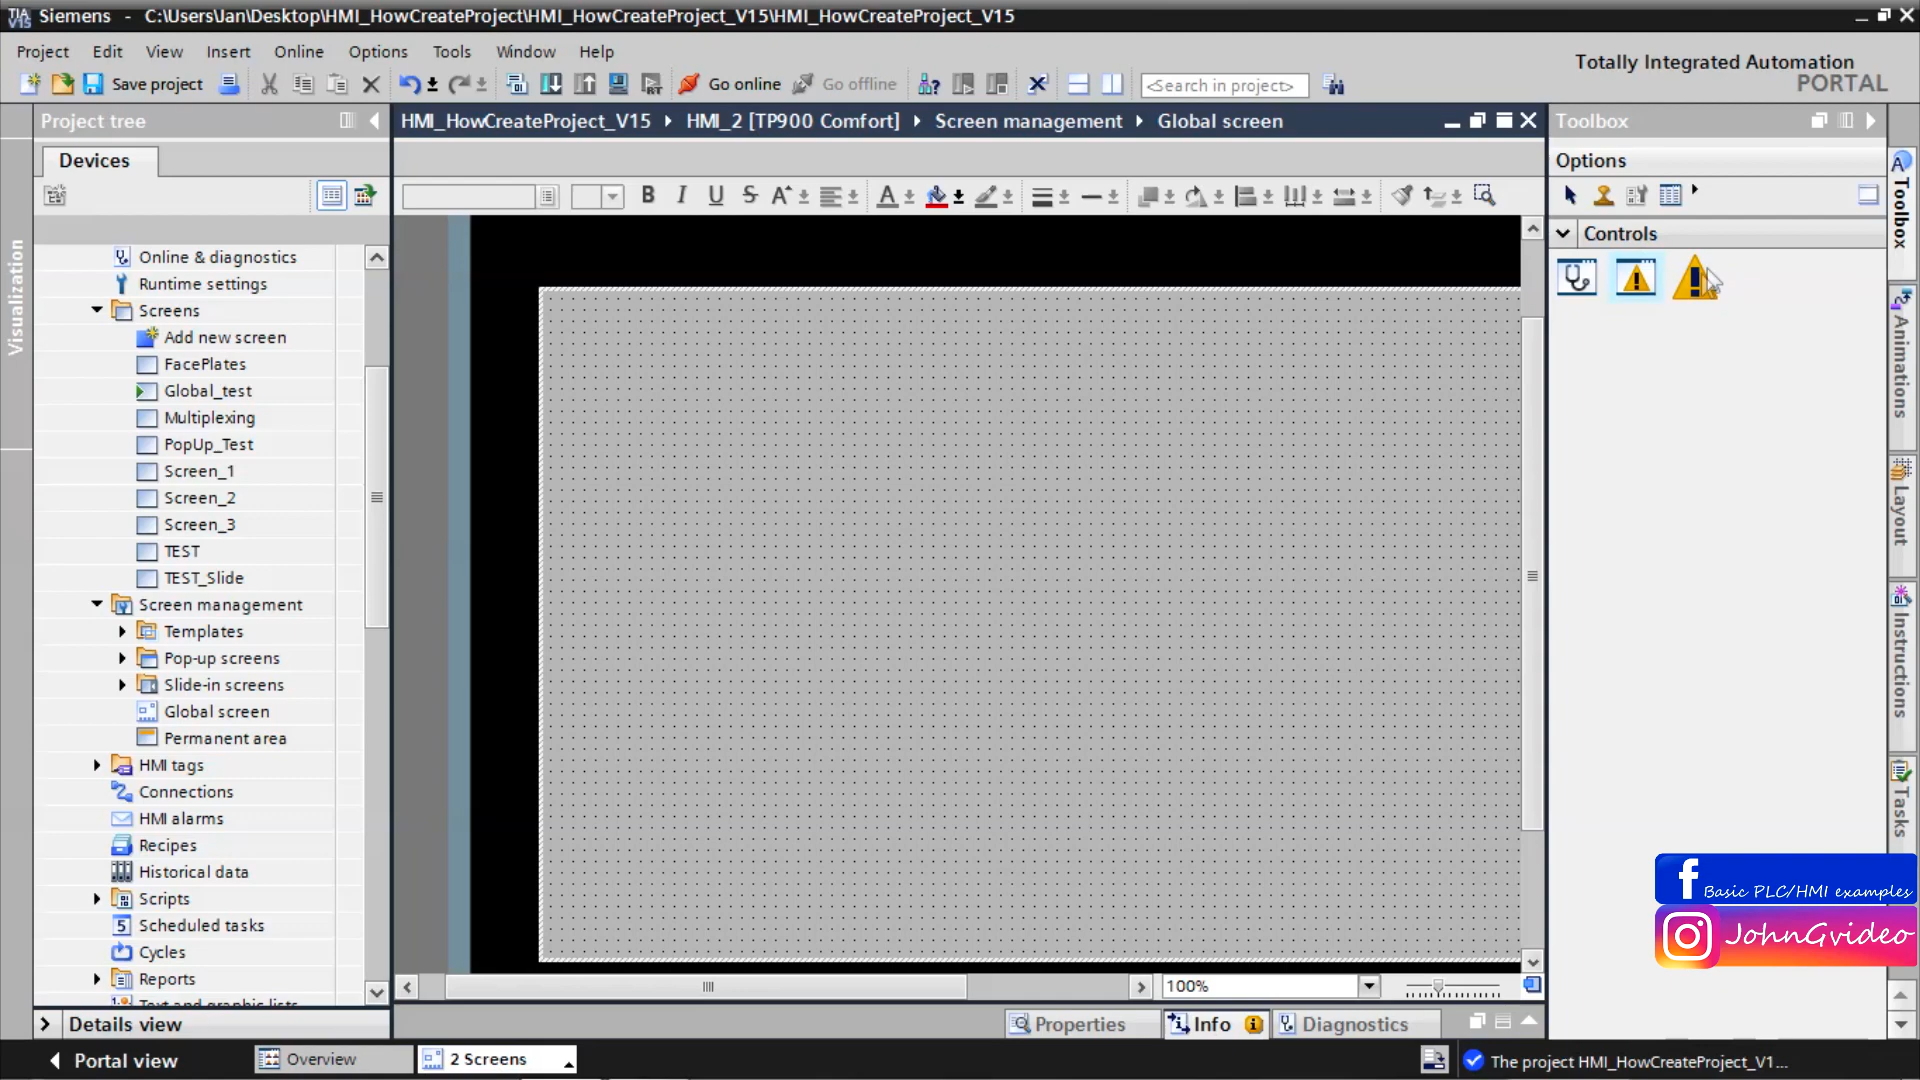 Siemens - C:\Users\Jan\Desktop\HMI_HowCreateProject\HMI_HowCreateProject_V15\HMI_HowCreateProject_V15
Project Edit View Insert Online Options Tools Window Help
Totally Integrated Automation
PORTAL
Save project
Go online
Go offline
<Search in project>
Project tree
HMI_HowCreateProject_V15 HMI_2 [TP900 Comfort] Screen management Global screen
Toolbox
Devices
Options
Controls
Visualization
Online & diagnostics
Runtime settings
Screens
Add new screen
FacePlates
Global_test
Multiplexing
PopUp_Test
Screen_1
Screen_2
Screen_3
TEST
TEST_Slide
Screen management
Templates
Pop-up screens
Slide-in screens
Global screen
Permanent area
HMI tags
Connections
HMI alarms
Recipes
Historical data
Scripts
Scheduled tasks
Cycles
Reports
Text and graphic lists
Toolbox
Animations
Layout
Instructions
Tasks
Basic PLC/HMI examples
JohnGvideo
100%
Details view
Properties
Info
Diagnostics
Portal view
Overview
2 Screens
The project HMI_HowCreateProject_V1...